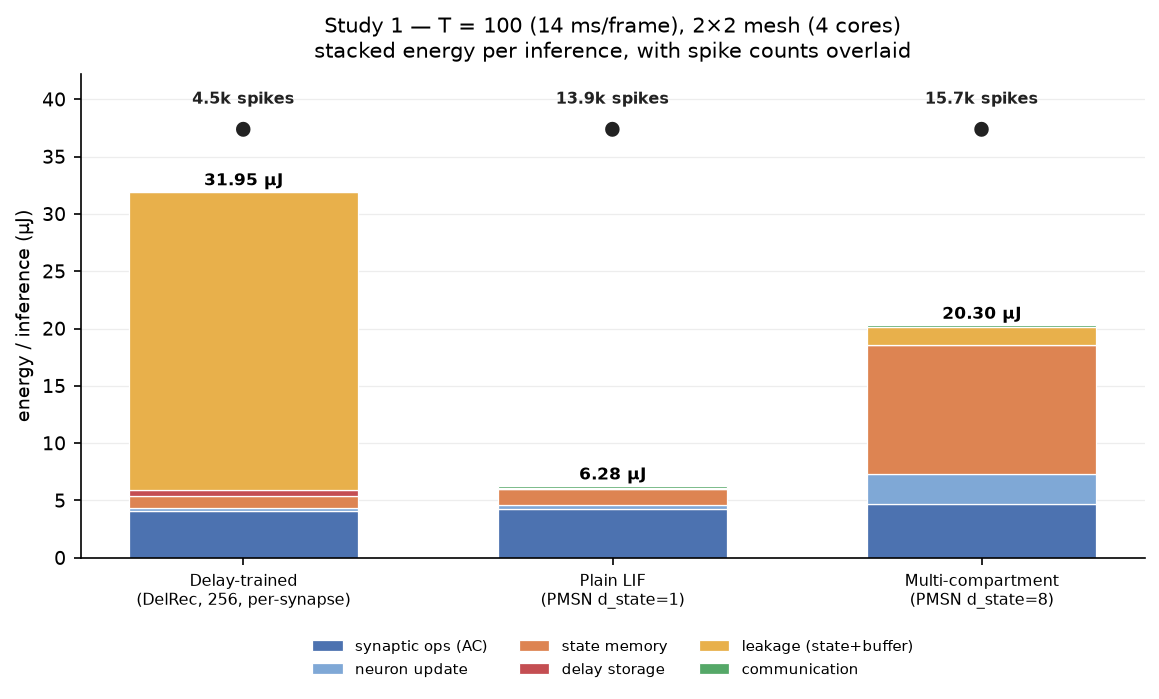 Study 1 — T = 100 (14 ms/frame), 2×2 mesh (4 cores)
stacked energy per inference, with spike counts overlaid
energy / inference (µJ)
40
35
30
25
20
15
10
5
0
4.5k spikes
13.9k spikes
15.7k spikes
31.95 µJ
6.28 µJ
20.30 µJ
Delay-trained
(DelRec, 256, per-synapse)
Plain LIF
(PMSN d_state=1)
Multi-compartment
(PMSN d_state=8)
synaptic ops (AC)
neuron update
state memory
delay storage
leakage (state+buffer)
communication